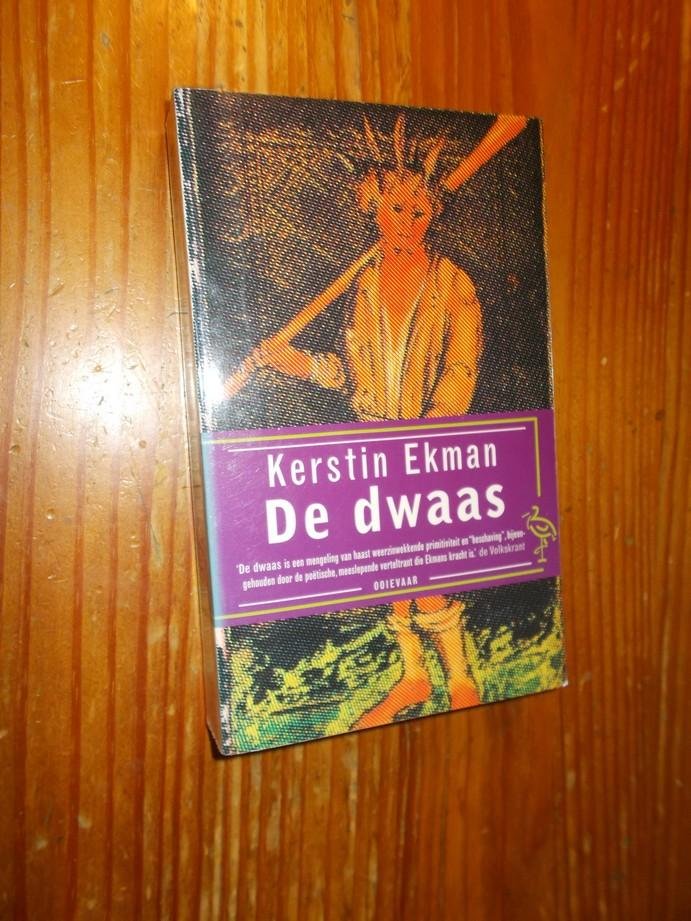 Kerstin Ekman
De dwaas
'De dwaas is een mengeling van haast weerzinwekkende primitiviteit en "beschaving", bijeen-
gehouden door de poëtische, meeslepende verteltrant die Ekmans kracht is.' de Volkskrant
OOIEVAAR